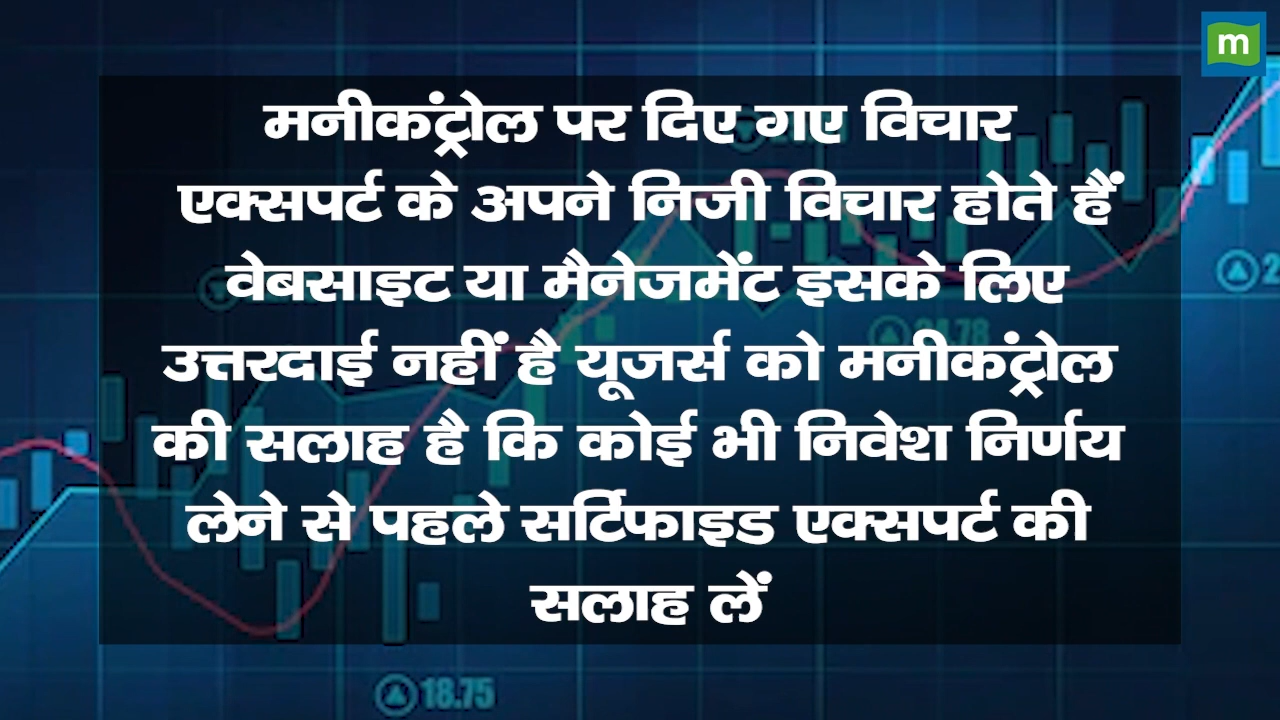 m
मनीकंट्रोल पर दिए गए विचार
एक्सपर्ट के अपने निजी विचार होते हैं
वेबसाइट या मैनेजमेंट इसके लिए
उत्तरदाई नहीं है यूजर्स को मनीकंट्रोल
की सलाह है कि कोई भी निवेश निर्णय
लेने से पहले सर्टिफाइड एक्सपर्ट की
सलाह लें
18.75